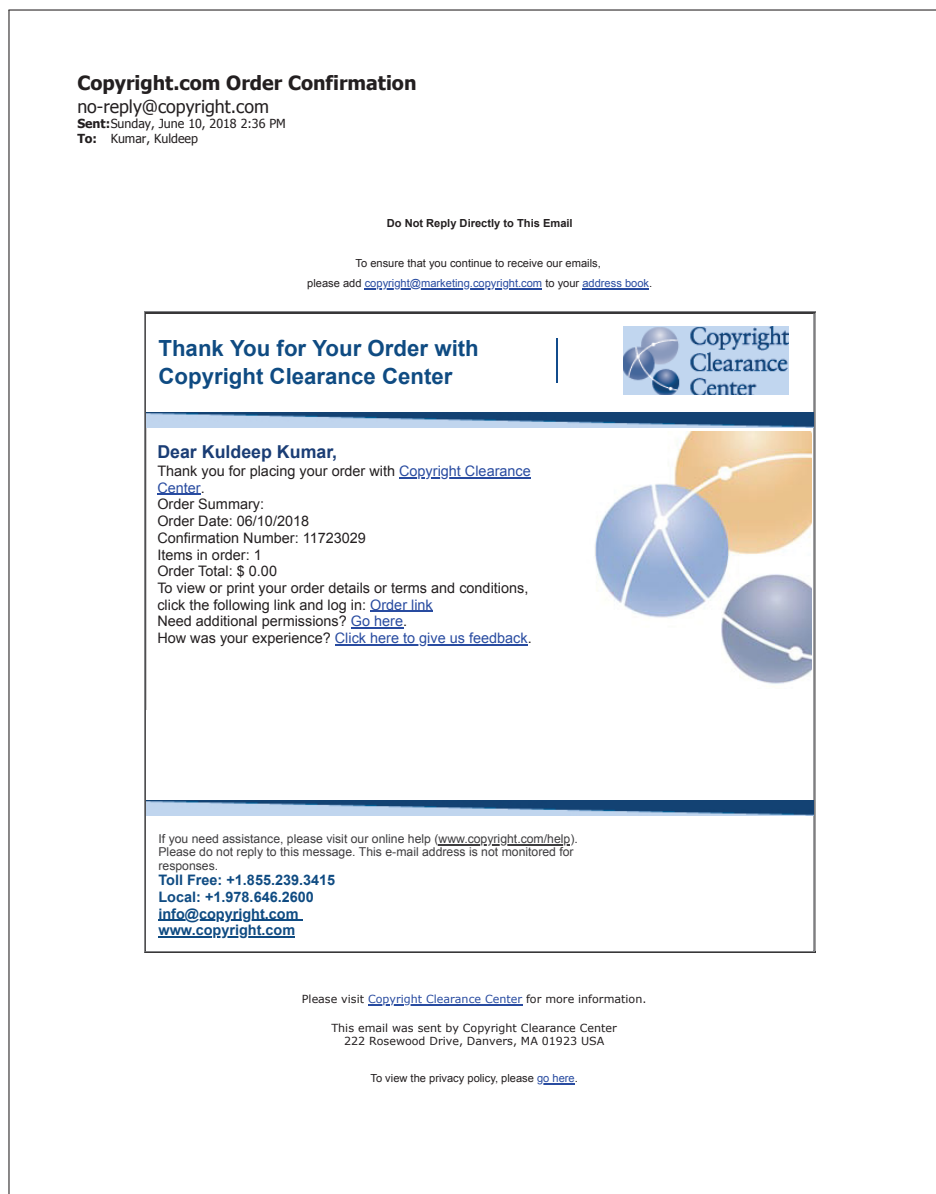 Copyright.com Order Confirmation
no-reply@copyright.com
Sent:Sunday, June 10, 2018 2:36 PM
To: Kumar, Kuldeep
Do Not Reply Directly to This Email
To ensure that you continue to receive our emails,
please add copyright@marketing.copyright.com to your address book.
Thank You for Your Order with
Copyright Clearance Center
Copyright
Clearance
Center
Dear Kuldeep Kumar,
Thank you for placing your order with Copyright Clearance
Center.
Order Summary:
Order Date: 06/10/2018
Confirmation Number: 11723029
Items in order: 1
Order Total: $ 0.00
To view or print your order details or terms and conditions,
click the following link and log in: Order link
Need additional permissions? Go here.
How was your experience? Click here to give us feedback.
If you need assistance, please visit our online help (www.copyright.com/help).
Please do not reply to this message. This e-mail address is not monitored for
responses.
Toll Free: +1.855.239.3415
Local: +1.978.646.2600
info@copyright.com
www.copyright.com
Please visit Copyright Clearance Center for more information.
This email was sent by Copyright Clearance Center
222 Rosewood Drive, Danvers, MA 01923 USA
To view the privacy policy, please go here.